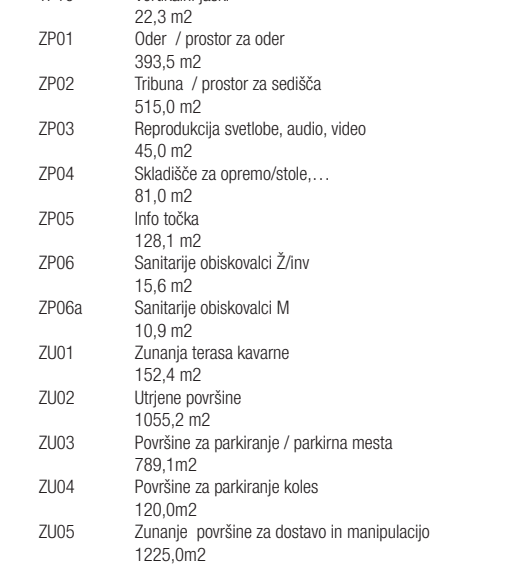 22,3 m2
ZP01 Oder / prostor za oder
393,5 m2
ZP02 Tribuna / prostor za sedišča
515,0 m2
ZP03 Reprodukcija svetlobe, audio, video
45,0 m2
ZP04 Skladišče za opremo/stole,…
81,0 m2
ZP05 Info točka
128,1 m2
ZP06 Sanitarije obiskovalci Ž/inv
15,6 m2
ZP06a Sanitarije obiskovalci M
10,9 m2
ZU01 Zunanja terasa kavarne
152,4 m2
ZU02 Utrjene površine
1055,2 m2
ZU03 Površine za parkiranje / parkirna mesta
789,1m2
ZU04 Površine za parkiranje koles
120,0m2
ZU05 Zunanje površine za dostavo in manipulacijo
1225,0m2